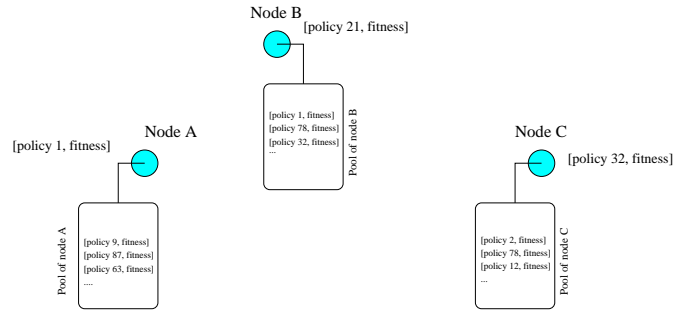 Node B
[policy 21, fitness]
[policy 1, fitness]
[policy 78, fitness]
[policy 32, fitness]
...
Pool of node B
Node A
[policy 1, fitness]
[policy 9, fitness]
[policy 87, fitness]
[policy 63, fitness]
....
Pool of node A
Node C
[policy 32, fitness]
[policy 2, fitness]
[policy 78, fitness]
[policy 12, fitness]
...
Pool of node C